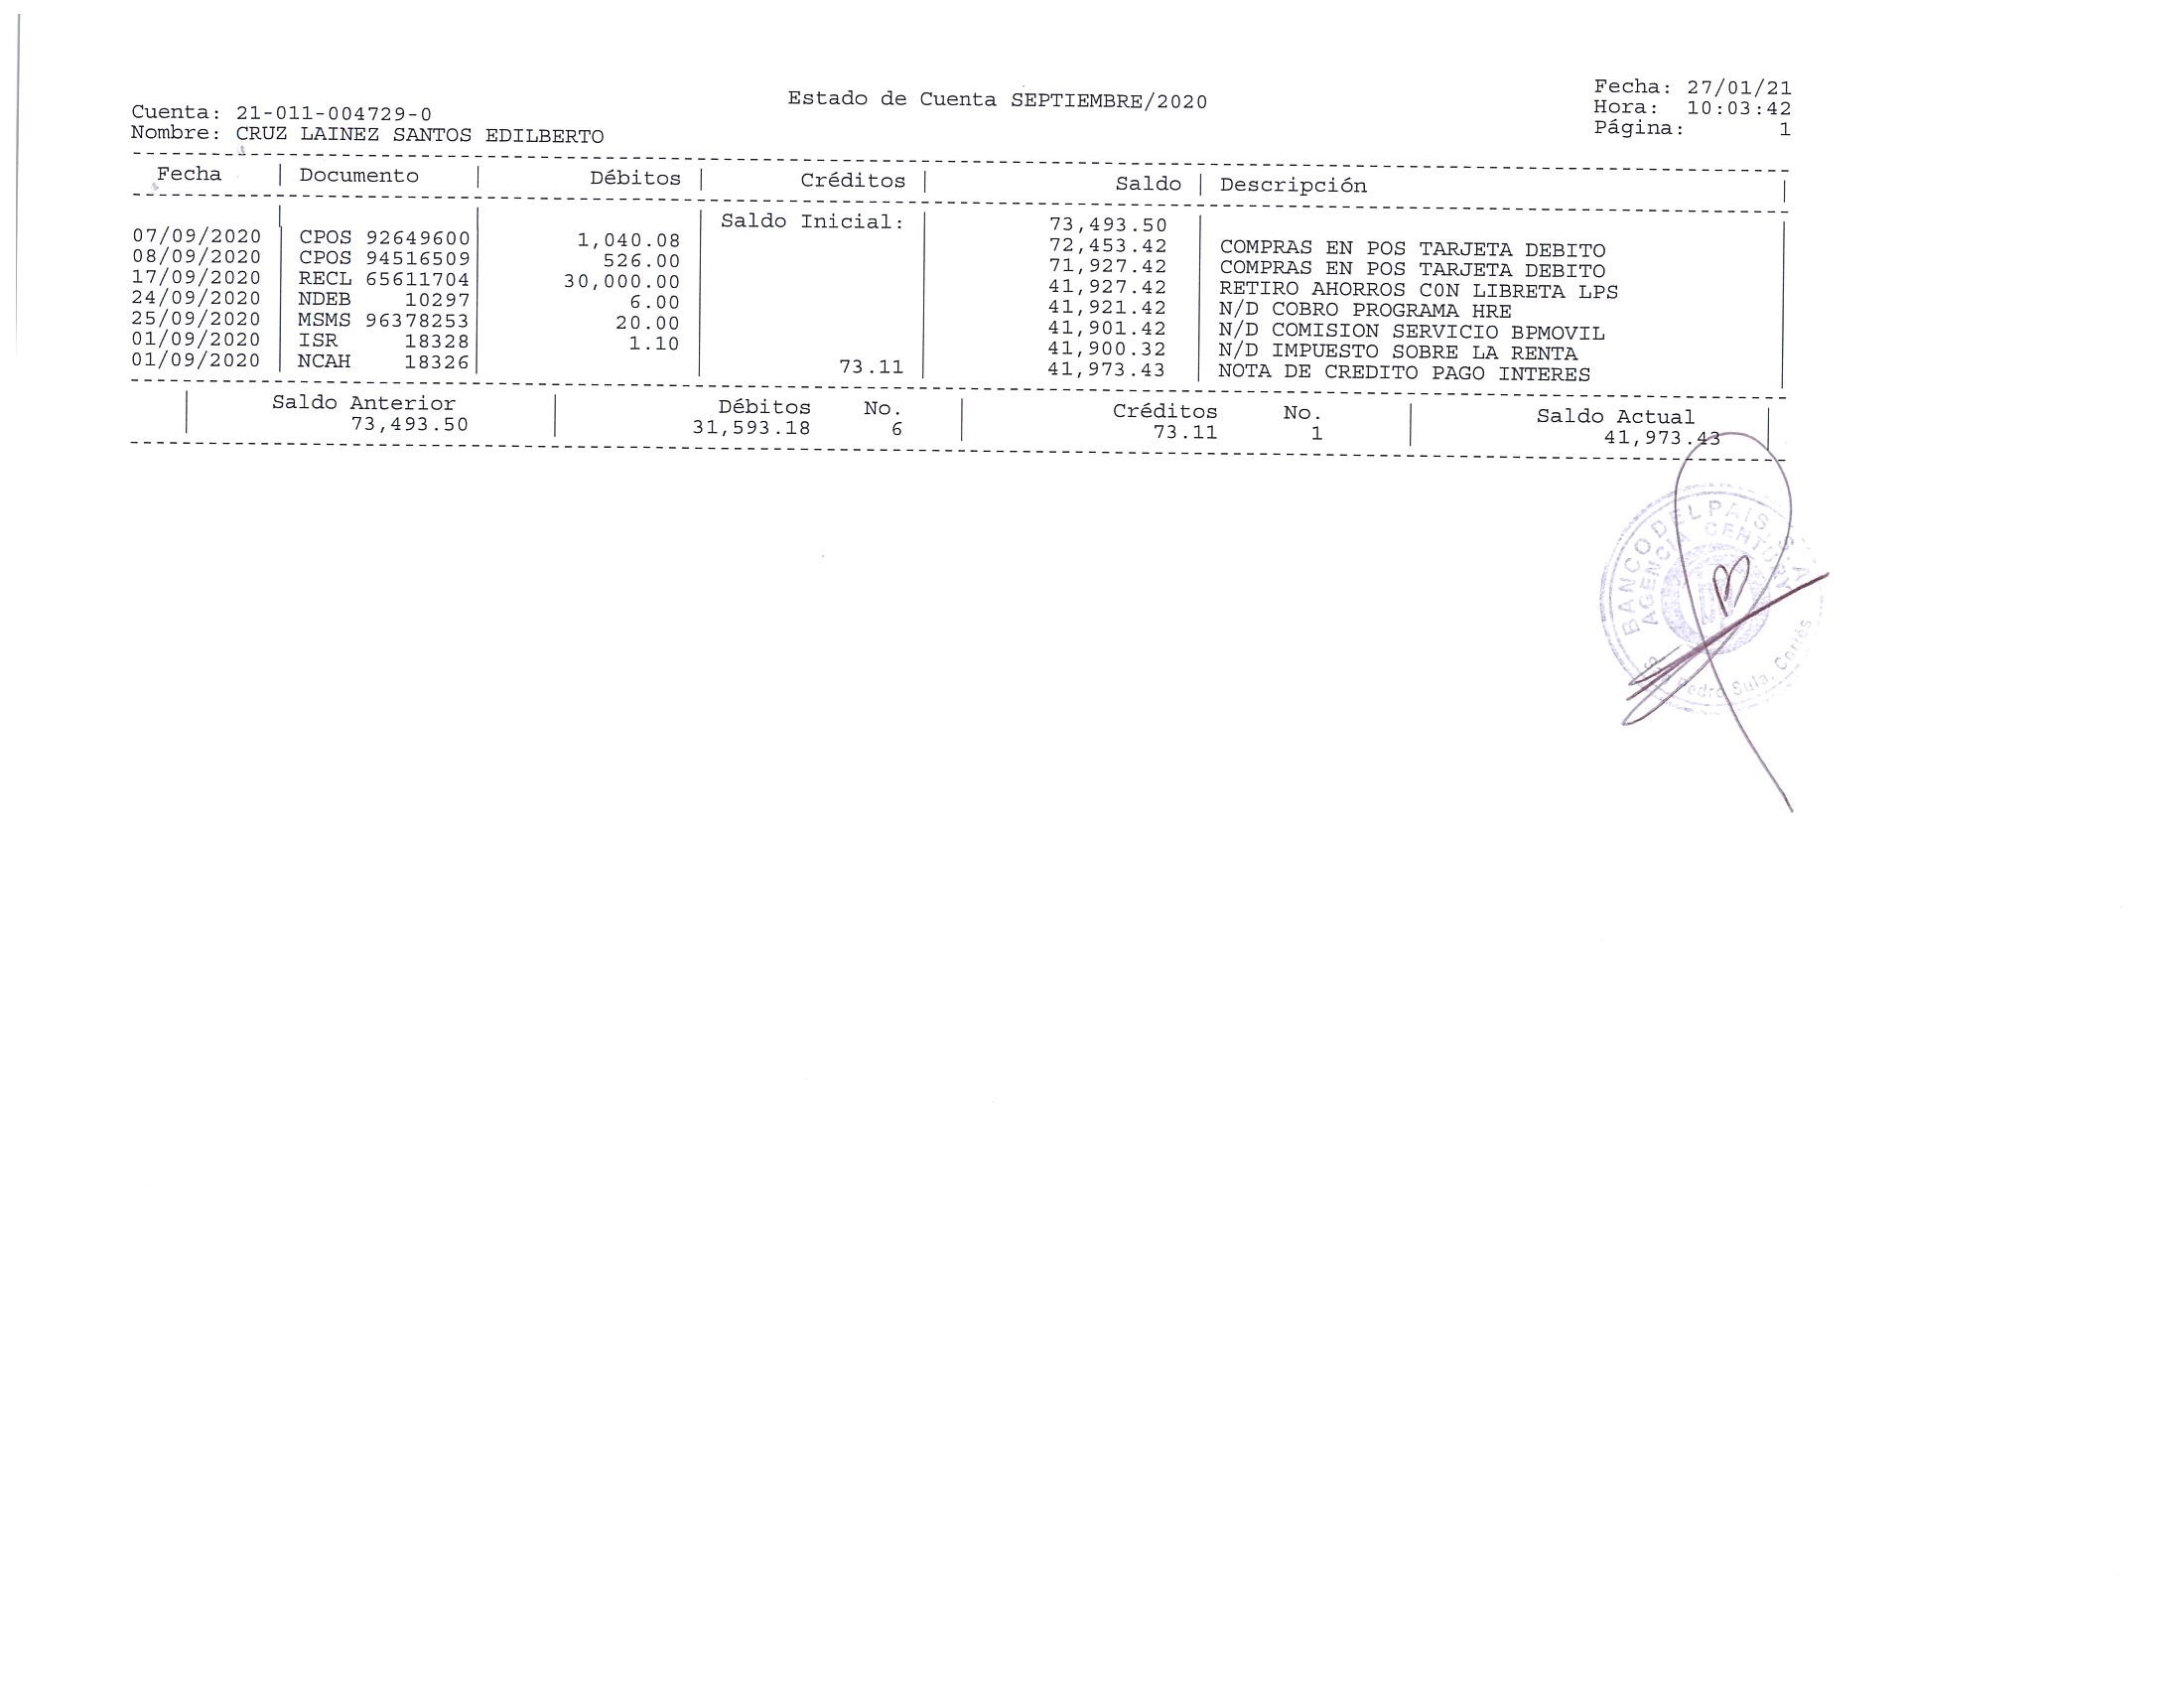 Cuenta: 21-011-004729-0 Estado de Cuenta SEPTIEMBRE/2020 Fecha: 27/01/21
Nombre: CRUZ LAINEZ SANTOS EDILBERTO Hora: 10:03:42
Página: 1
Fecha | Documento | Débitos | Créditos | Saldo | Descripción |
Saldo Inicial: 73,493.50
07/09/2020 | CPOS 92649600 | 1,040.08 | | 72,453.42 | COMPRAS EN POS TARJETA DEBITO
08/09/2020 | CPOS 94516509 | 526.00 | | 71,927.42 | COMPRAS EN POS TARJETA DEBITO
17/09/2020 | RECL 65611704 | 30,000.00 | | 41,927.42 | RETIRO AHORROS C0N LIBRETA LPS
24/09/2020 | NDEB 10297 | 6.00 | | 41,921.42 | N/D COBRO PROGRAMA HRE
25/09/2020 | MSMS 96378253 | 20.00 | | 41,901.42 | N/D COMISION SERVICIO BPMOVIL
01/09/2020 | ISR 18328 | 1.10 | | 41,900.32 | N/D IMPUESTO SOBRE LA RENTA
01/09/2020 | NCAH 18326 | | 73.11 | 41,973.43 | NOTA DE CREDITO PAGO INTERES
| Saldo Anterior | Débitos No. | Créditos No. | Saldo Actual |
73,493.50 | 31,593.18 6 | 73.11 1 | 41,973.43
BANCO DEL PAIS
AGENCIA
Pedro Sula, Cortés